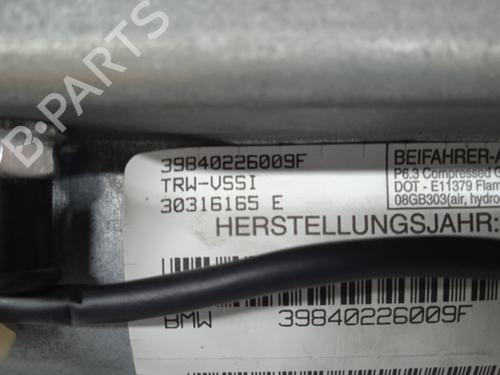 B-PARTS
39840226009F
TRW-VSSI
30316165 E
BEIFAHRER-A
P6.3 Compressed G
DOT - E11379 Flam
08GB303(air, hydro
HERSTELLUNGSJAHR:
BMW 39840226009F